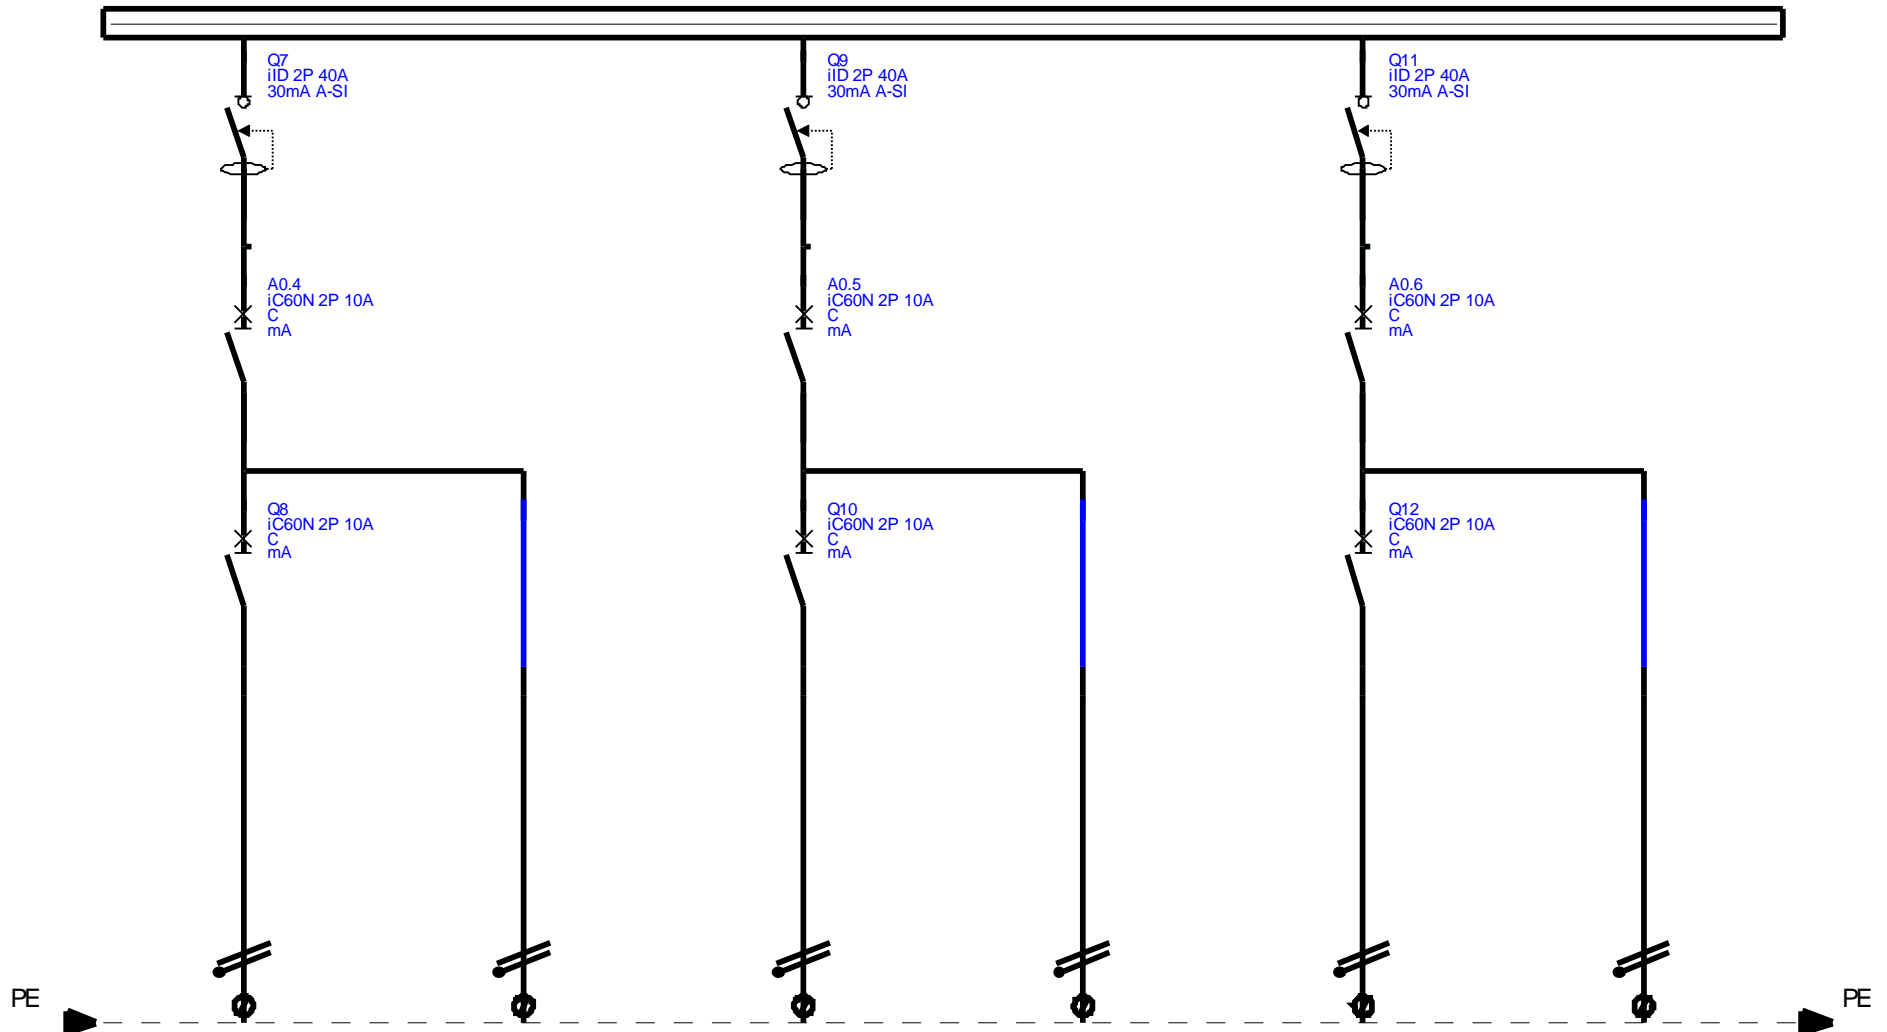 Q7
iID 2P 40A
30mA A-SI
Q9
iID 2P 40A
30mA A-SI
Q11
iID 2P 40A
30mA A-SI
A0.4
iC60N 2P 10A
C
mA
A0.5
iC60N 2P 10A
C
mA
A0.6
iC60N 2P 10A
C
mA
Q8
iC60N 2P 10A
C
mA
Q10
iC60N 2P 10A
C
mA
Q12
iC60N 2P 10A
C
mA
PE
PE